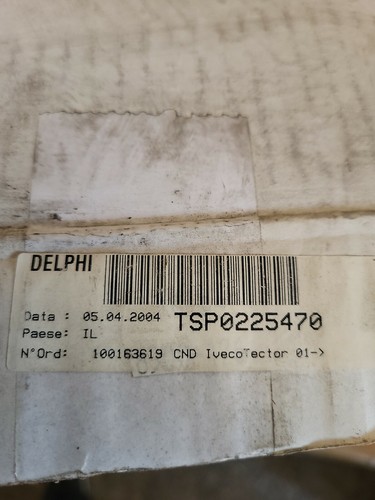 DELPHI
Data : 05.04.2004 TSP0225470
Paese: IL
N°Ord: 100163619 CND IvecoTector 01->